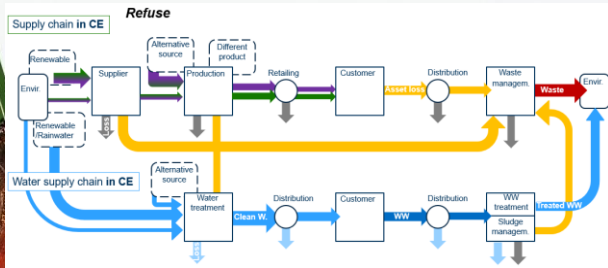 Refuse
Supply chain in CE
Renewable
Alternative
source
Different
product
Envir.
Supplier
Production
Retailing
Customer
Distribution
Waste
managem.
Envir.
Asset loss
Waste
Loss
Renewable
/Rainwater
Water supply chain in CE
Alternative
source
Water
treatment
Distribution
Customer
Distribution
WW
treatment
Sludge
managem.
Clean W.
WW
Treated WW